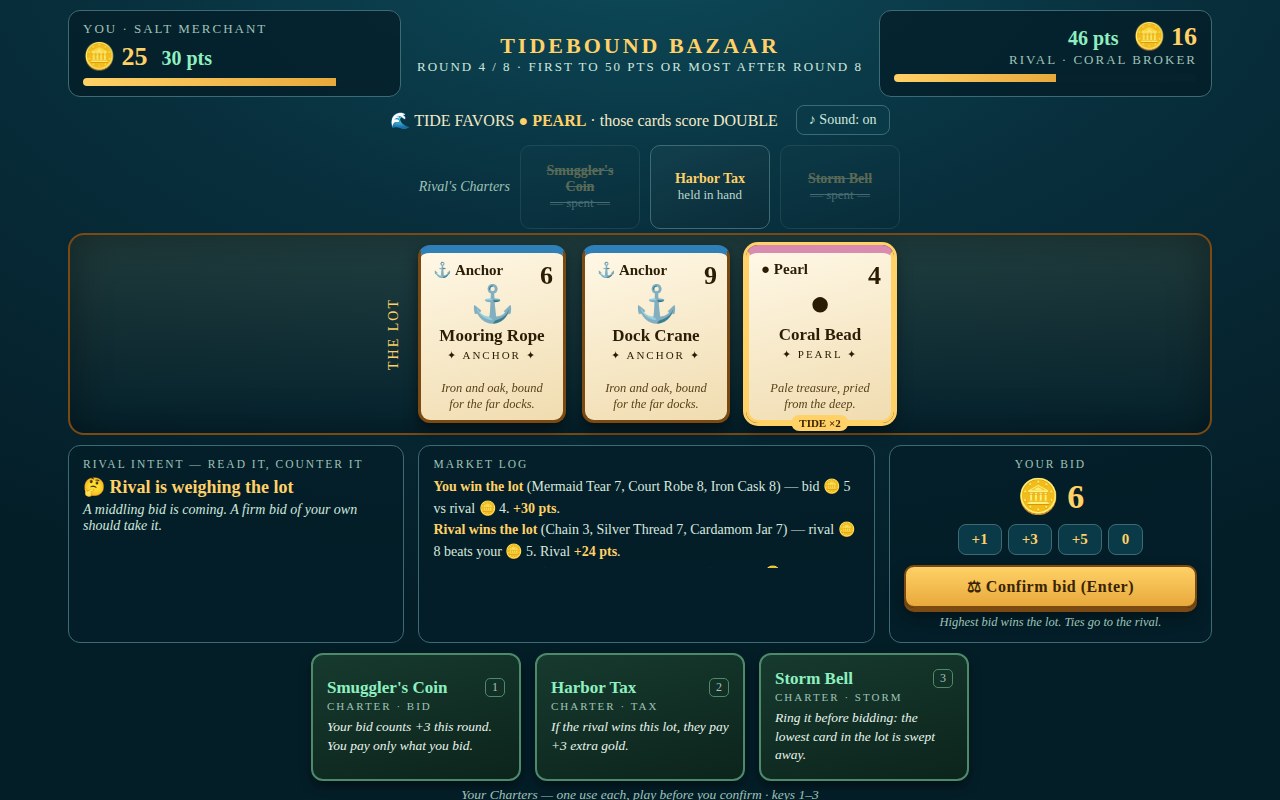 YOU · SALT MERCHANT
🪙 25 30 pts
TIDEBOUND BAZAAR
ROUND 4 / 8 · FIRST TO 50 PTS OR MOST AFTER ROUND 8
46 pts 🪙 16
RIVAL · CORAL BROKER
🌊 TIDE FAVORS ● PEARL · those cards score DOUBLE
♪ Sound: on
Rival's Charters
Smuggler's
Coin
— spent —
Harbor Tax
held in hand
Storm Bell
— spent —
THE LOT
⚓ Anchor 6
⚓
Mooring Rope
✦ ANCHOR ✦
Iron and oak, bound
for the far docks.
⚓ Anchor 9
⚓
Dock Crane
✦ ANCHOR ✦
Iron and oak, bound
for the far docks.
● Pearl 4
●
Coral Bead
✦ PEARL ✦
Pale treasure, pried
from the deep.
TIDE ×2
RIVAL INTENT — READ IT, COUNTER IT
🤔 Rival is weighing the lot
A middling bid is coming. A firm bid of your own
should take it.
MARKET LOG
You win the lot (Mermaid Tear 7, Court Robe 8, Iron Cask 8) — bid 🪙 5
vs rival 🪙 4. +30 pts.
Rival wins the lot (Chain 3, Silver Thread 7, Cardamom Jar 7) — rival 🪙
8 beats your 🪙 5. Rival +24 pts.
YOUR BID
🪙 6
+1 +3 +5 0
⚖ Confirm bid (Enter)
Highest bid wins the lot. Ties go to the rival.
Smuggler's Coin 1
CHARTER · BID
Your bid counts +3 this round.
You pay only what you bid.
Harbor Tax 2
CHARTER · TAX
If the rival wins this lot, they pay
+3 extra gold.
Storm Bell 3
CHARTER · STORM
Ring it before bidding: the
lowest card in the lot is swept
away.
Your Charters — one use each, play before you confirm · keys 1–3